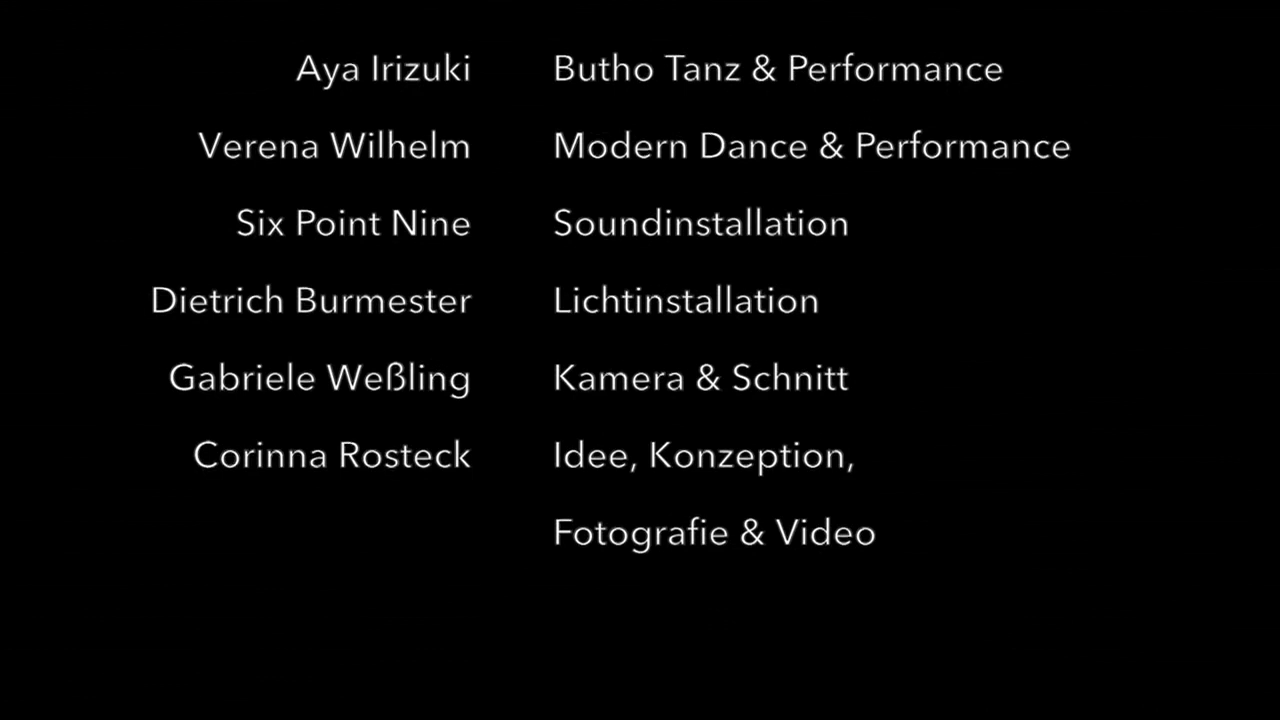 Aya Irizuki Butho Tanz & Performance
Verena Wilhelm Modern Dance & Performance
Six Point Nine Soundinstallation
Dietrich Burmester Lichtinstallation
Gabriele Weßling Kamera & Schnitt
Corinna Rosteck Idee, Konzeption,
Fotografie & Video